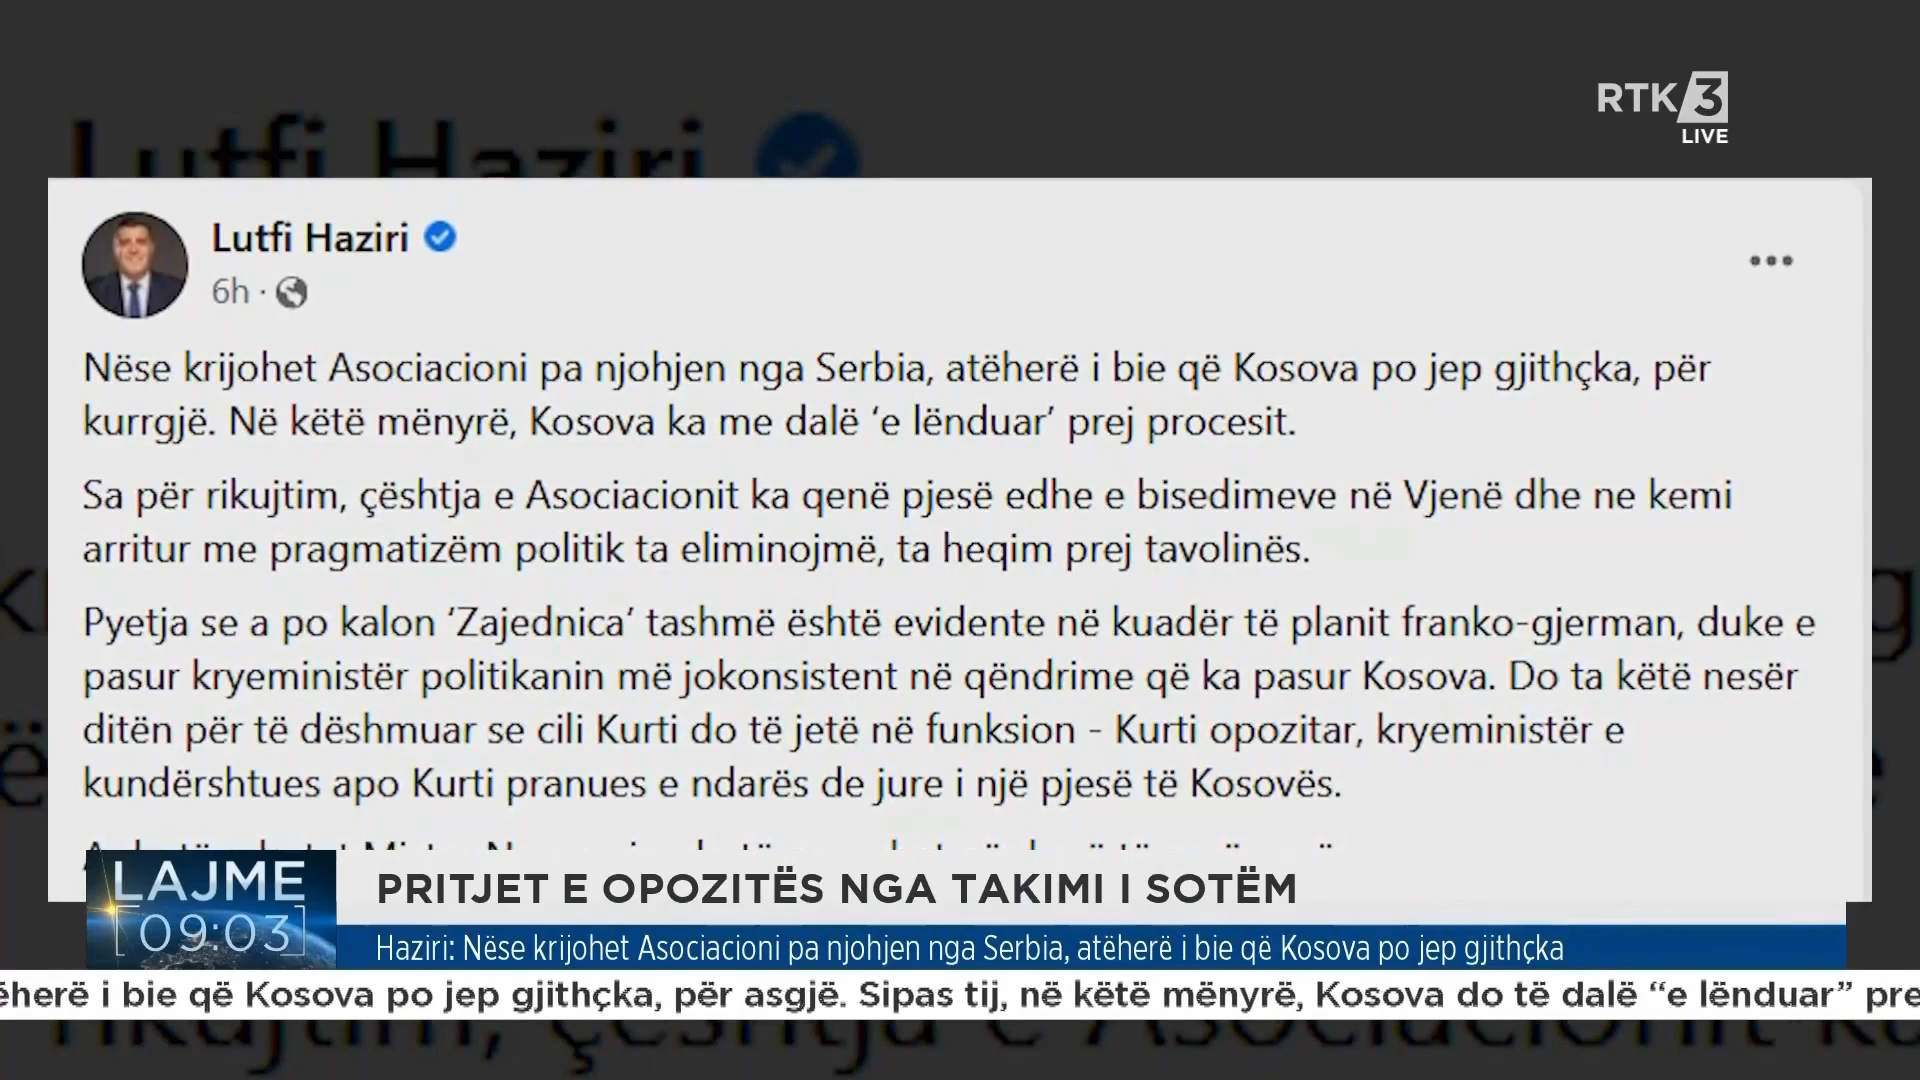 RTK 3
LIVE
Lutfi Haziri
Lutfi Haziri
6h ·
Nëse krijohet Asociacioni pa njohjen nga Serbia, atëherë i bie që Kosova po jep gjithçka, për
kurrgjë. Në këtë mënyrë, Kosova ka me dalë ‘e lënduar’ prej procesit.
Sa për rikujtim, çështja e Asociacionit ka qenë pjesë edhe e bisedimeve në Vjenë dhe ne kemi
arritur me pragmatizëm politik ta eliminojmë, ta heqim prej tavolinës.
Pyetja se a po kalon ‘Zajednica’ tashmë është evidente në kuadër të planit franko-gjerman, duke e
pasur kryeministër politikanin më jokonsistent në qëndrime që ka pasur Kosova. Do ta këtë nesër
ditën për të dëshmuar se cili Kurti do të jetë në funksion - Kurti opozitar, kryeministër e
kundërshtues apo Kurti pranues e ndarës de jure i një pjesë të Kosovës.
LAJME
09:03
PRITJET E OPOZITËS NGA TAKIMI I SOTËM
Haziri: Nëse krijohet Asociacioni pa njohjen nga Serbia, atëherë i bie që Kosova po jep gjithçka
ëherë i bie që Kosova po jep gjithçka, për asgjë. Sipas tij, në këtë mënyrë, Kosova do të dalë “e lënduar” pre
rikujtim, çështja e Asociacionit